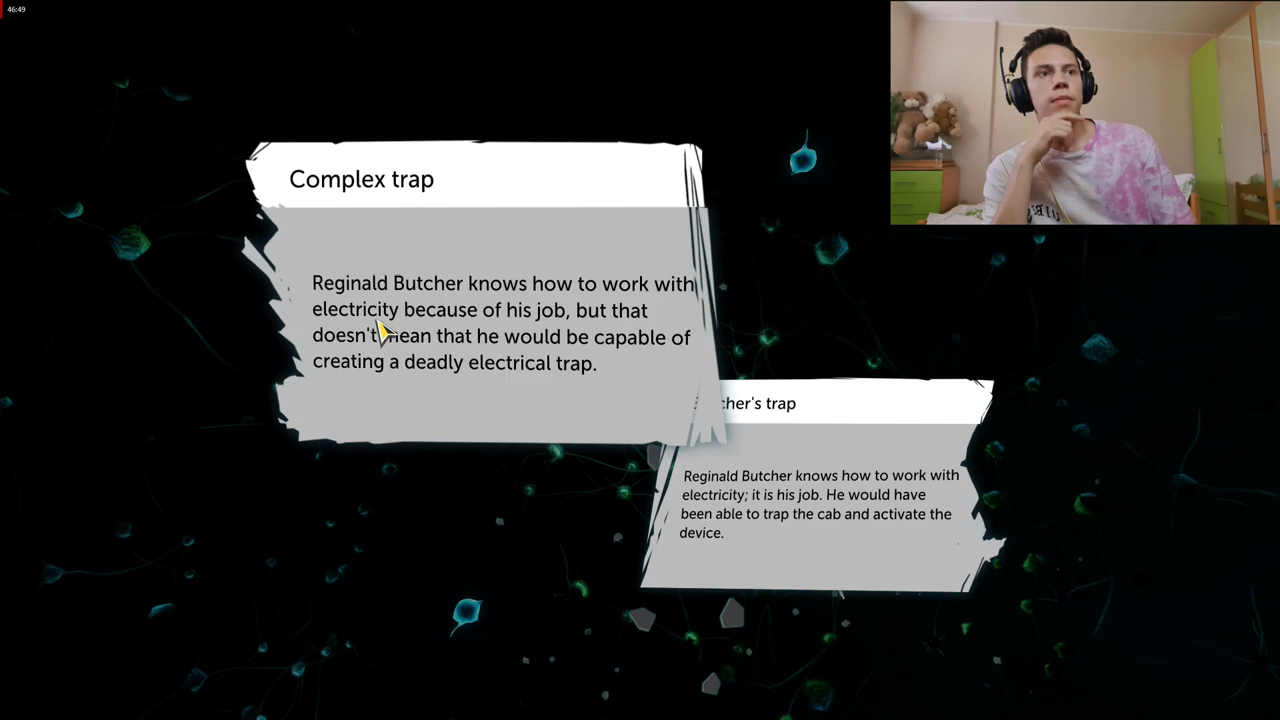 46:49
Complex trap
Reginald Butcher knows how to work with
electricity because of his job, but that
doesn't mean that he would be capable of
creating a deadly electrical trap.
cher's trap
Reginald Butcher knows how to work with
electricity; it is his job. He would have
been able to trap the cab and activate the
device.